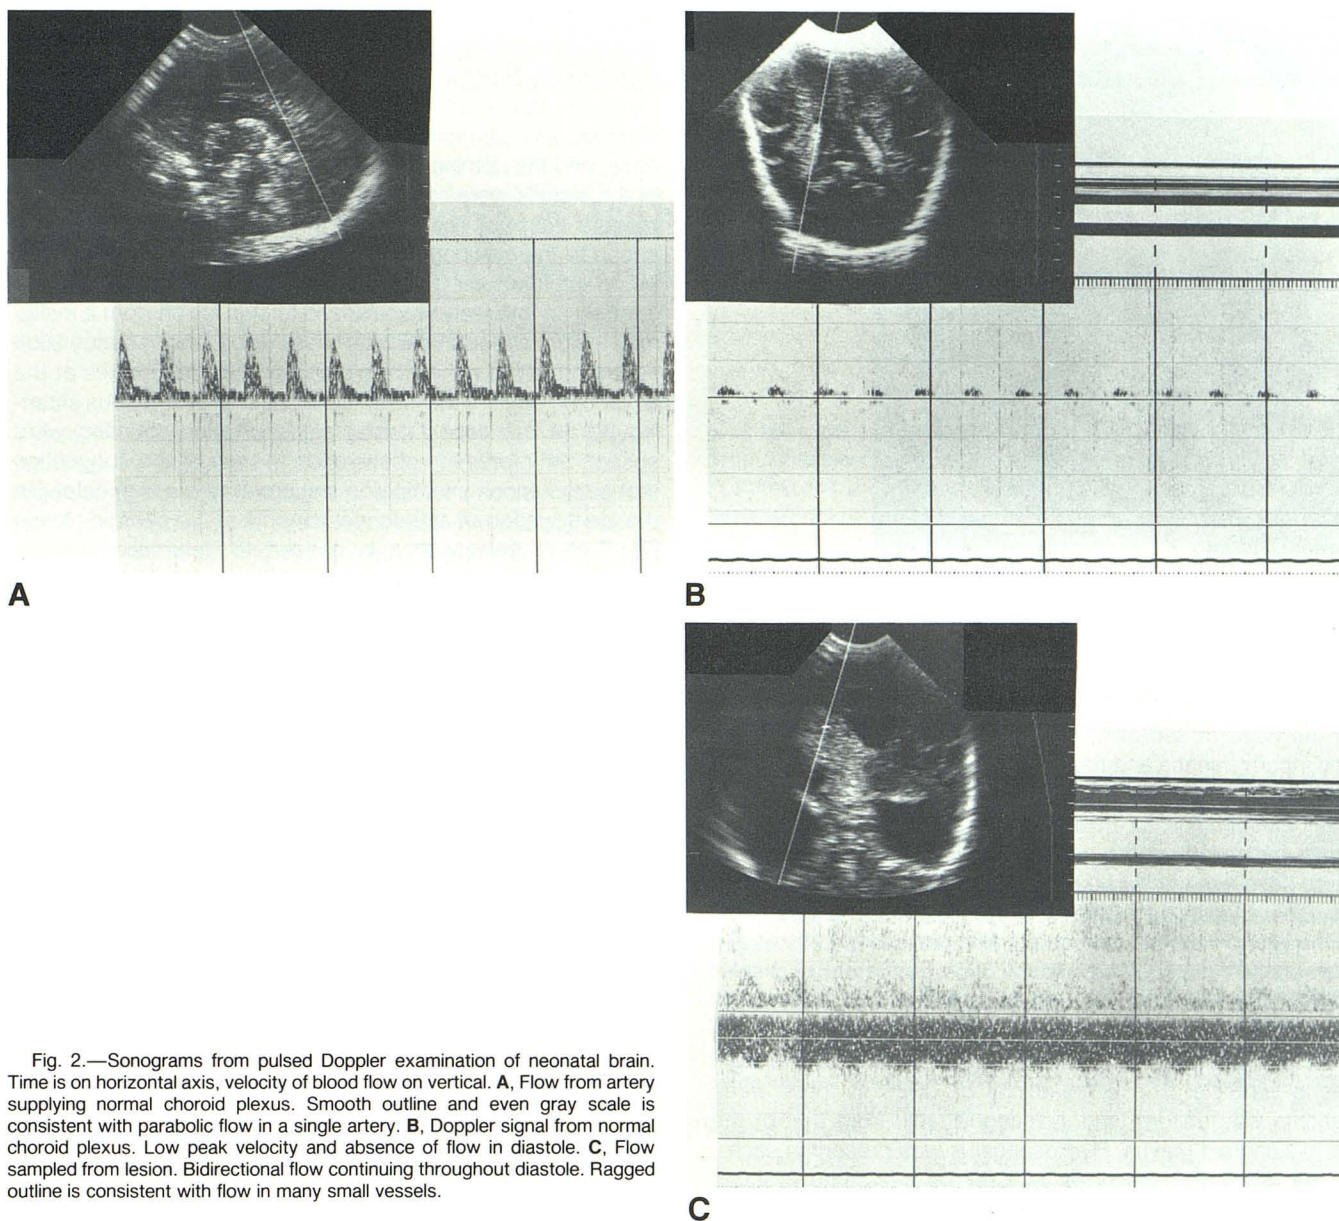 A
B
Fig. 2.—Sonograms from pulsed Doppler examination of neonatal brain.
Time is on horizontal axis, velocity of blood flow on vertical. A, Flow from artery
supplying normal choroid plexus. Smooth outline and even gray scale is
consistent with parabolic flow in a single artery. B, Doppler signal from normal
choroid plexus. Low peak velocity and absence of flow in diastole. C, Flow
sampled from lesion. Bidirectional flow continuing throughout diastole. Ragged
outline is consistent with flow in many small vessels.
C